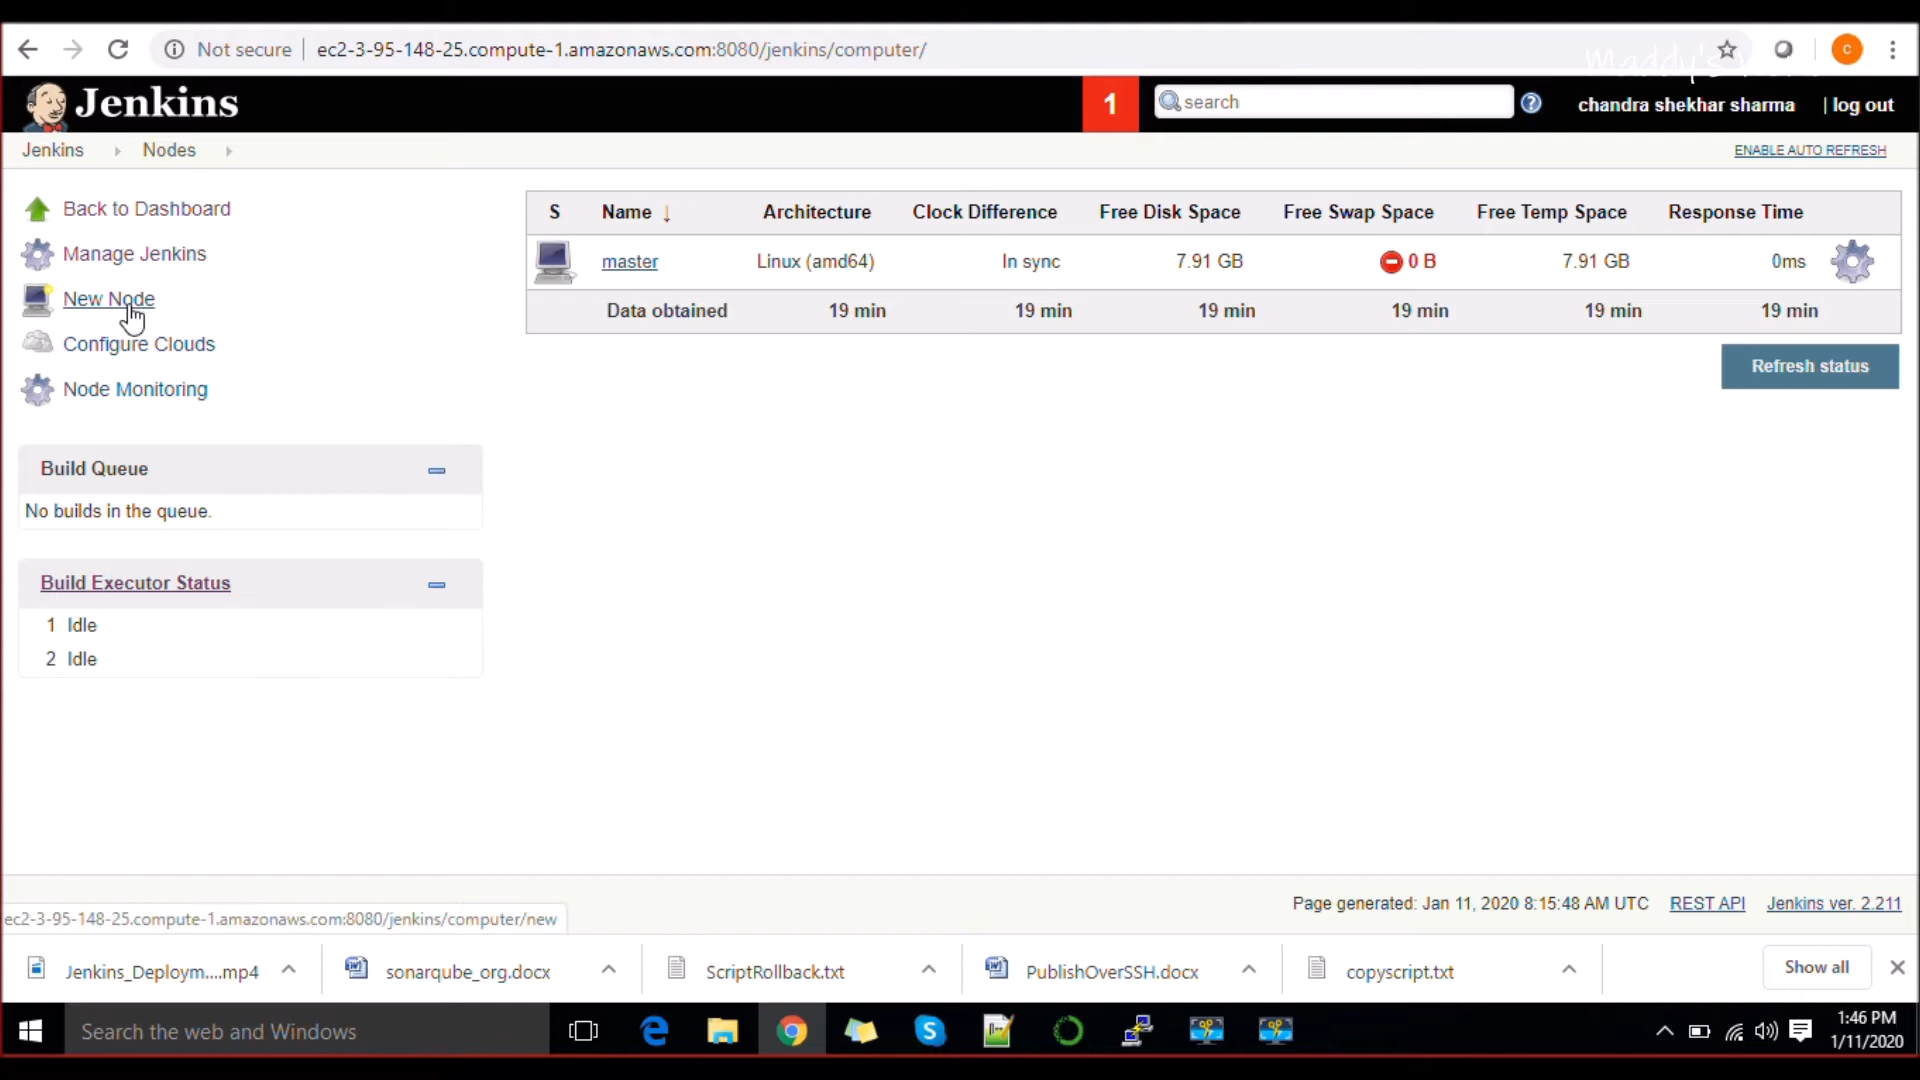 Not secure | ec2-3-95-148-25.compute-1.amazonaws.com:8080/jenkins/computer/
Maddy's
C
Jenkins
1
search
chandra shekhar sharma | log out
Jenkins Nodes
ENABLE AUTO REFRESH
Back to Dashboard
Manage Jenkins
New Node
Configure Clouds
Node Monitoring
S Name ↓ Architecture Clock Difference Free Disk Space Free Swap Space Free Temp Space Response Time
master Linux (amd64) In sync 7.91 GB 0 B 7.91 GB 0ms
Data obtained 19 min 19 min 19 min 19 min 19 min 19 min
Refresh status
Build Queue
No builds in the queue.
Build Executor Status
1 Idle
2 Idle
Page generated: Jan 11, 2020 8:15:48 AM UTC REST API Jenkins ver. 2.211
ec2-3-95-148-25.compute-1.amazonaws.com:8080/jenkins/computer/new
Jenkins_Deploym....mp4 sonarqube_org.docx ScriptRollback.txt PublishOverSSH.docx copyscript.txt Show all
Search the web and Windows
1:46 PM
1/11/2020